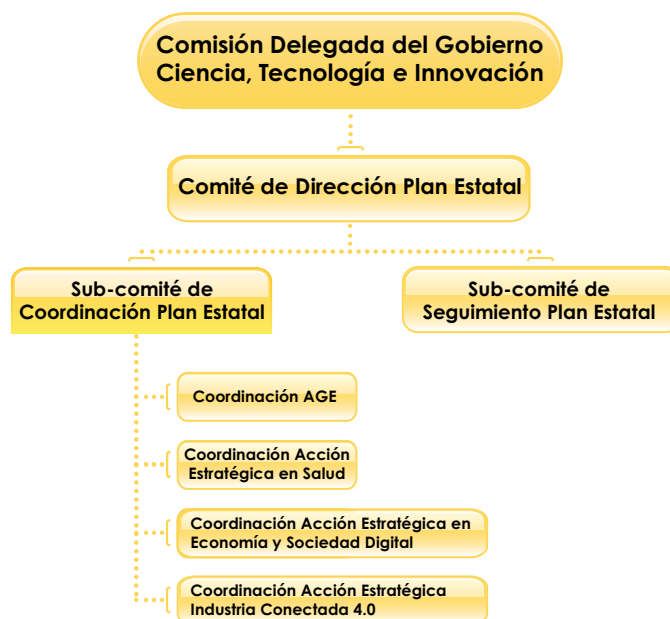 Comisión Delegada del Gobierno
Ciencia, Tecnología e Innovación
Comité de Dirección Plan Estatal
Sub-comité de
Coordinación Plan Estatal
Sub-comité de
Seguimiento Plan Estatal
Coordinación AGE
Coordinación Acción
Estratégica en Salud
Coordinación Acción Estratégica en
Economía y Sociedad Digital
Coordinación Acción Estratégica
Industria Conectada 4.0